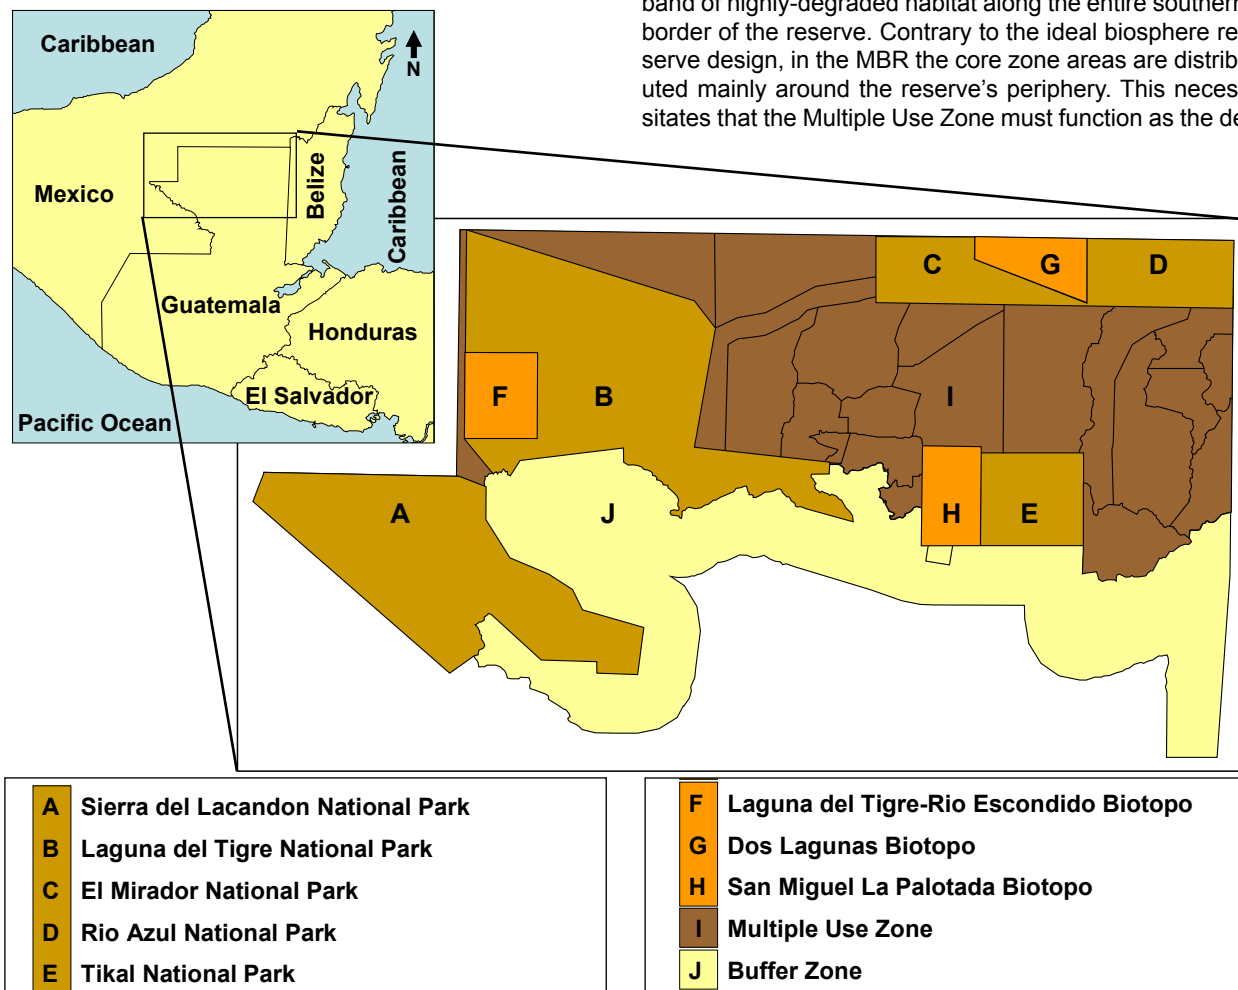 band of highly-degraded habitat along the entire southern
border of the reserve. Contrary to the ideal biosphere re-
serve design, in the MBR the core zone areas are distrib-
uted mainly around the reserve's periphery. This neces-
sitates that the Multiple Use Zone must function as the de
Caribbean
N
Mexico
Belize
Caribbean
Guatemala
Honduras
El Salvador
Pacific Ocean
C
G
D
F
B
I
A
J
H
E
A Sierra del Lacandon National Park
B Laguna del Tigre National Park
C El Mirador National Park
D Rio Azul National Park
E Tikal National Park
F Laguna del Tigre-Rio Escondido Biotopo
G Dos Lagunas Biotopo
H San Miguel La Palotada Biotopo
I Multiple Use Zone
J Buffer Zone